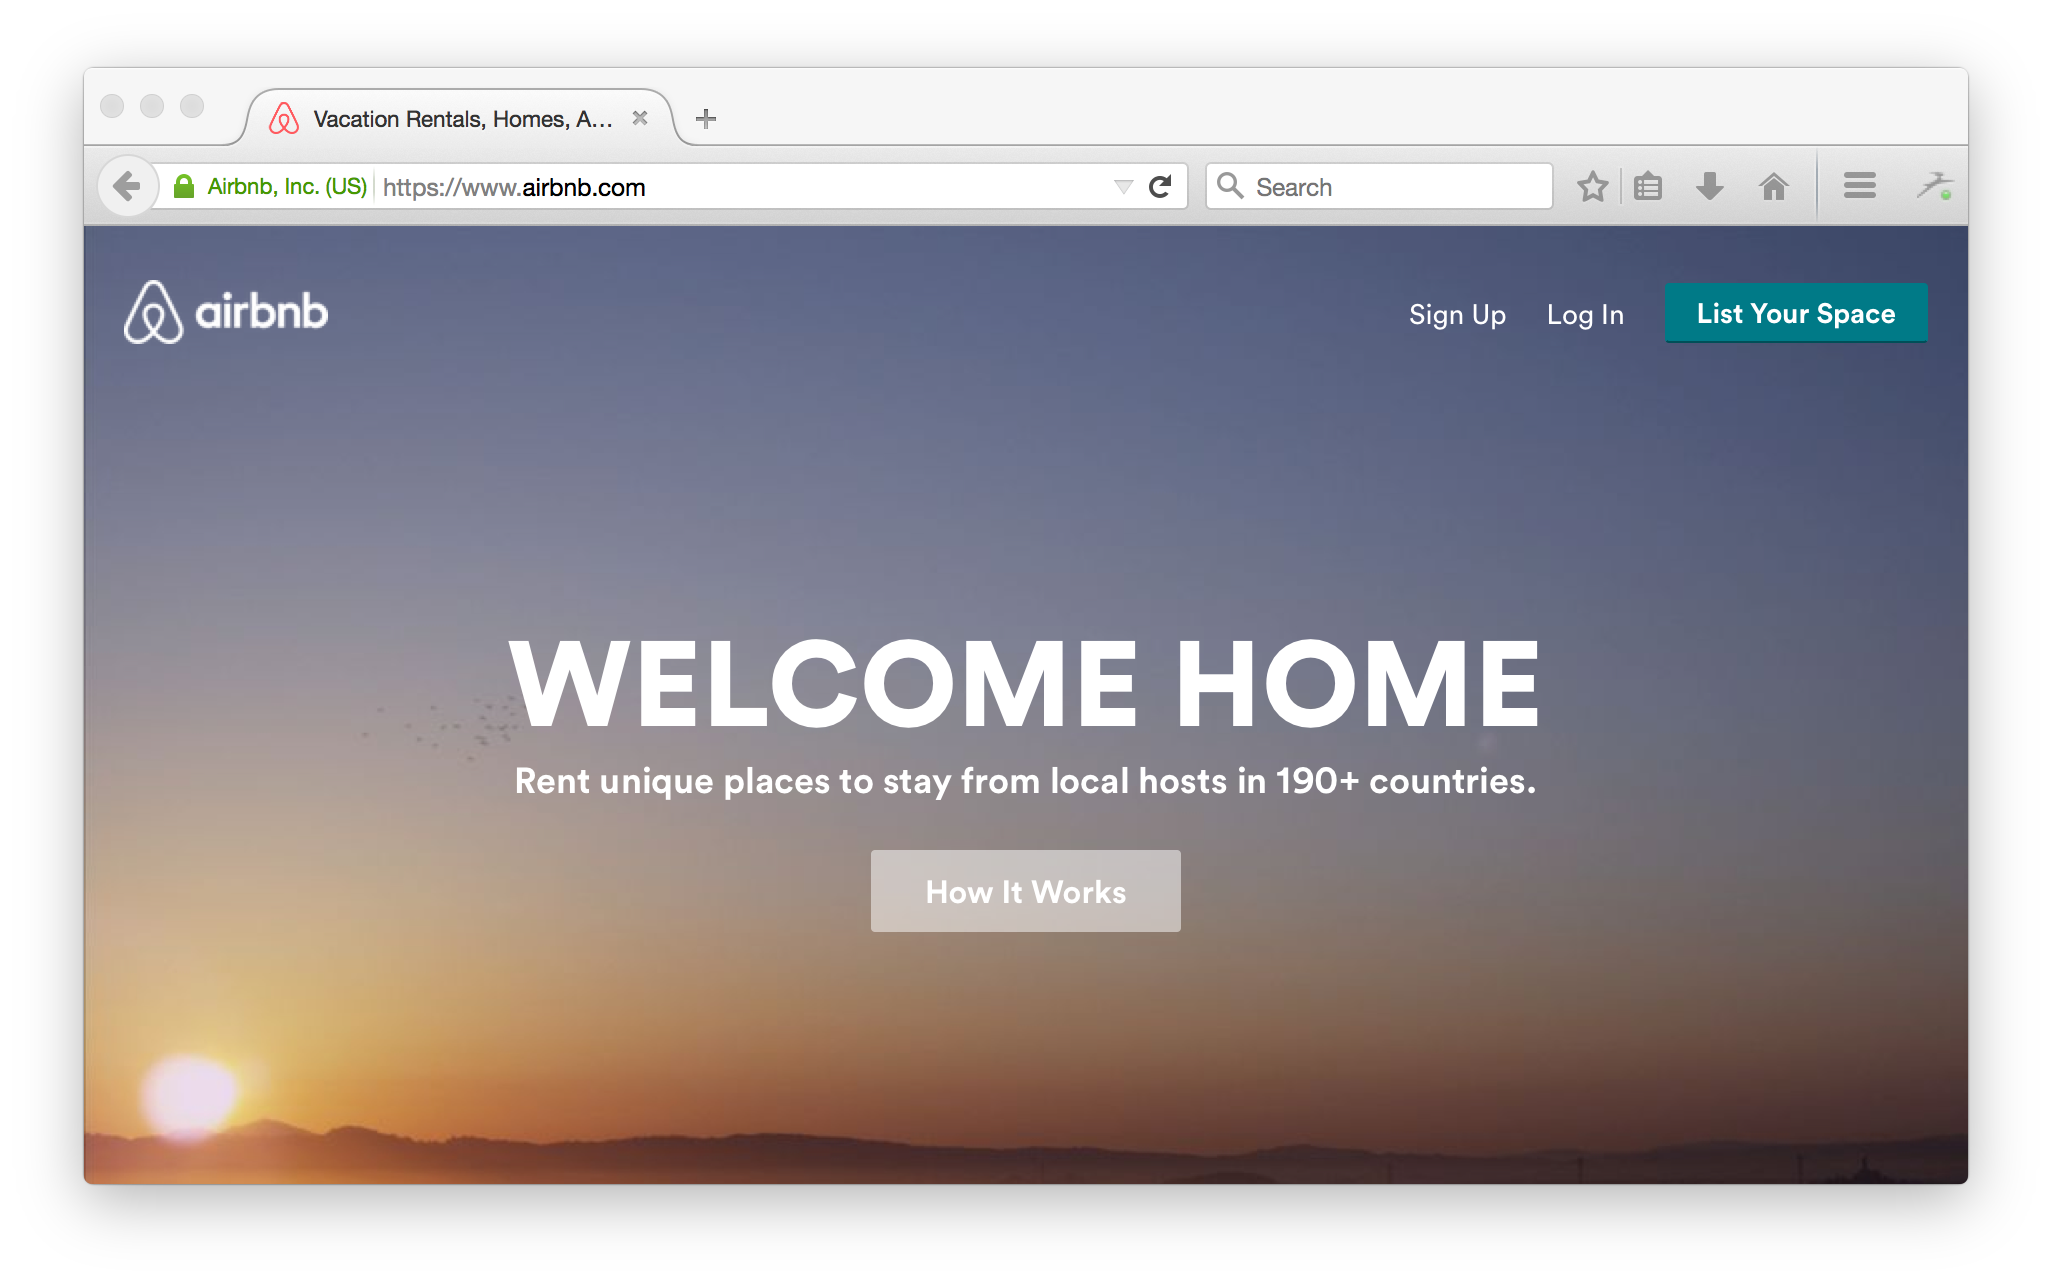 Vacation Rentals, Homes, A...
Airbnb, Inc. (US) https://www.airbnb.com
Search
airbnb
Sign Up
Log In
List Your Space
WELCOME HOME
Rent unique places to stay from local hosts in 190+ countries.
How It Works